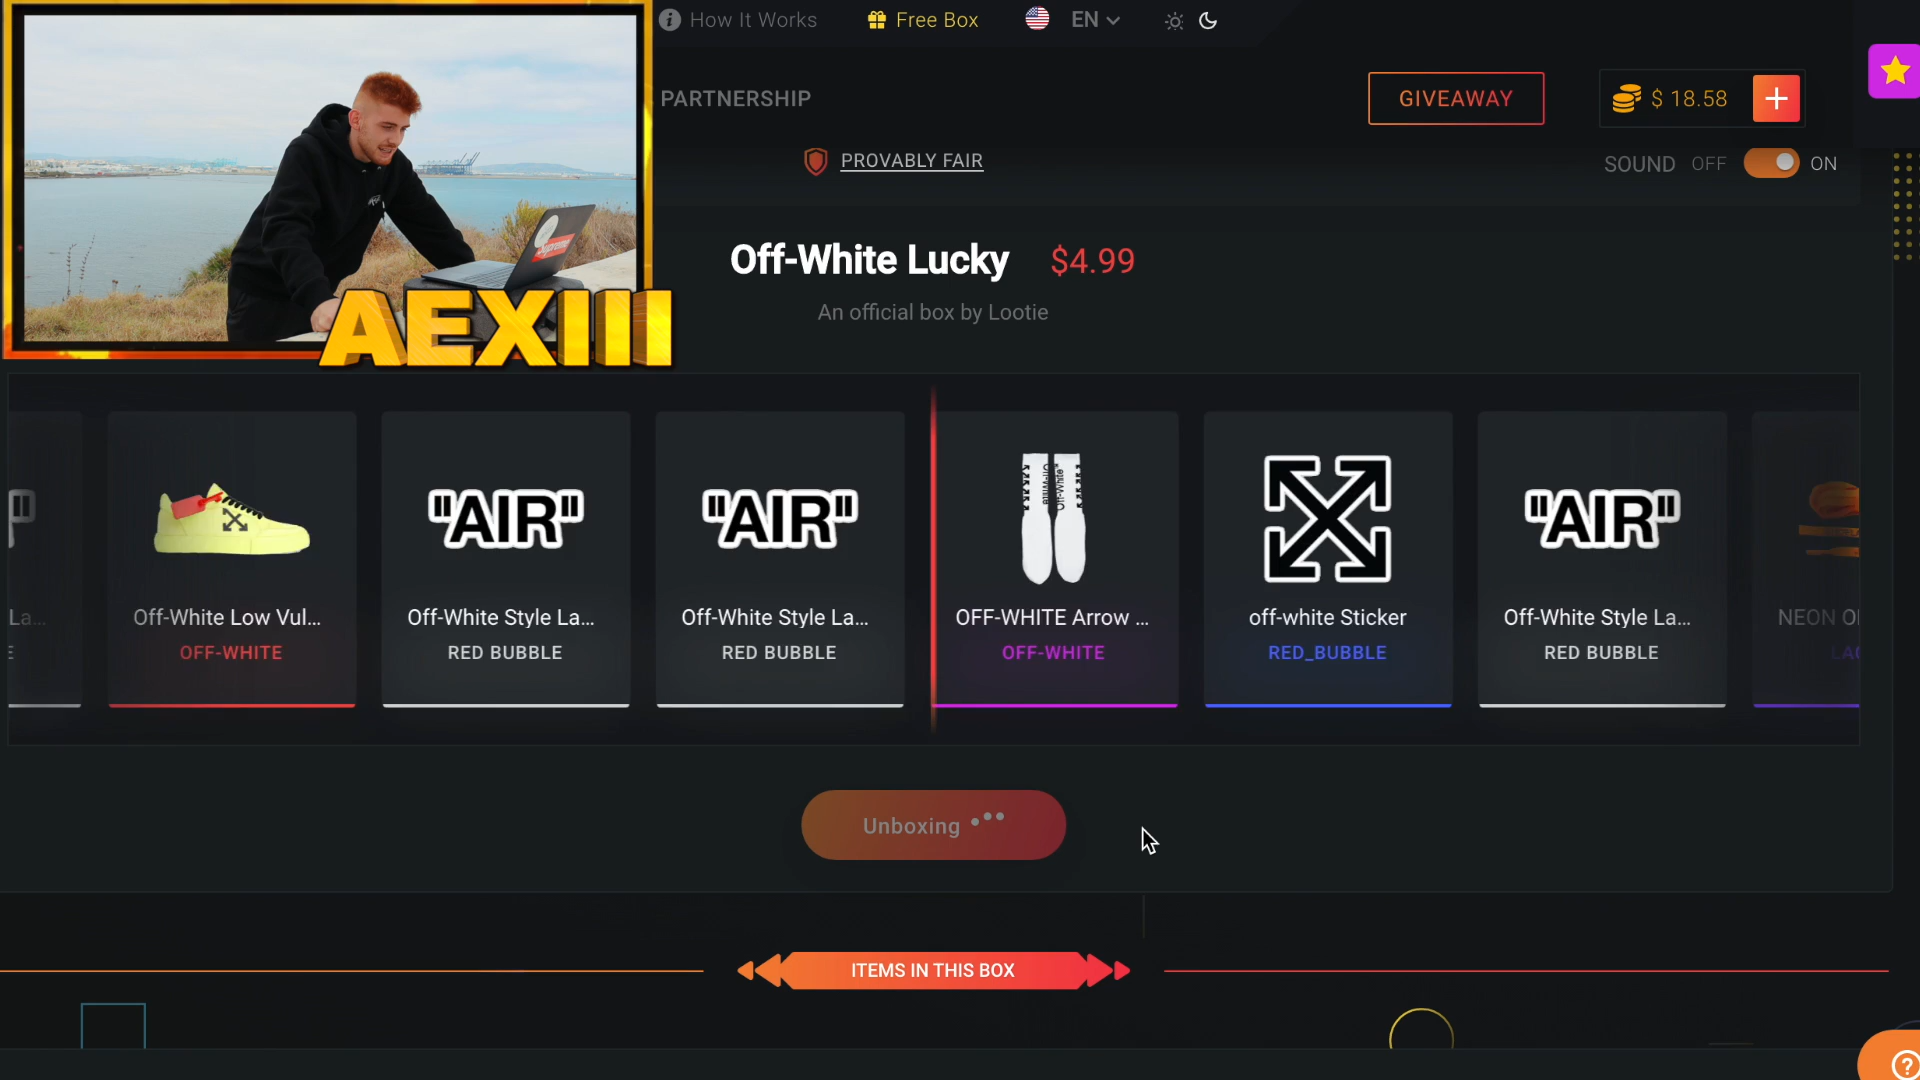 How It Works
Free Box
EN
PARTNERSHIP
GIVEAWAY
$ 18.58
PROVABLY FAIR
SOUND OFF ON
Off-White Lucky $4.99
An official box by Lootie
AEXIII
"AIR"
"AIR"
"AIR"
La...
Off-White Low Vul...
Off-White Style La...
Off-White Style La...
OFF-WHITE Arrow ...
off-white Sticker
Off-White Style La...
NEON O
OFF-WHITE
RED BUBBLE
RED BUBBLE
OFF-WHITE
RED_BUBBLE
RED BUBBLE
Unboxing
ITEMS IN THIS BOX